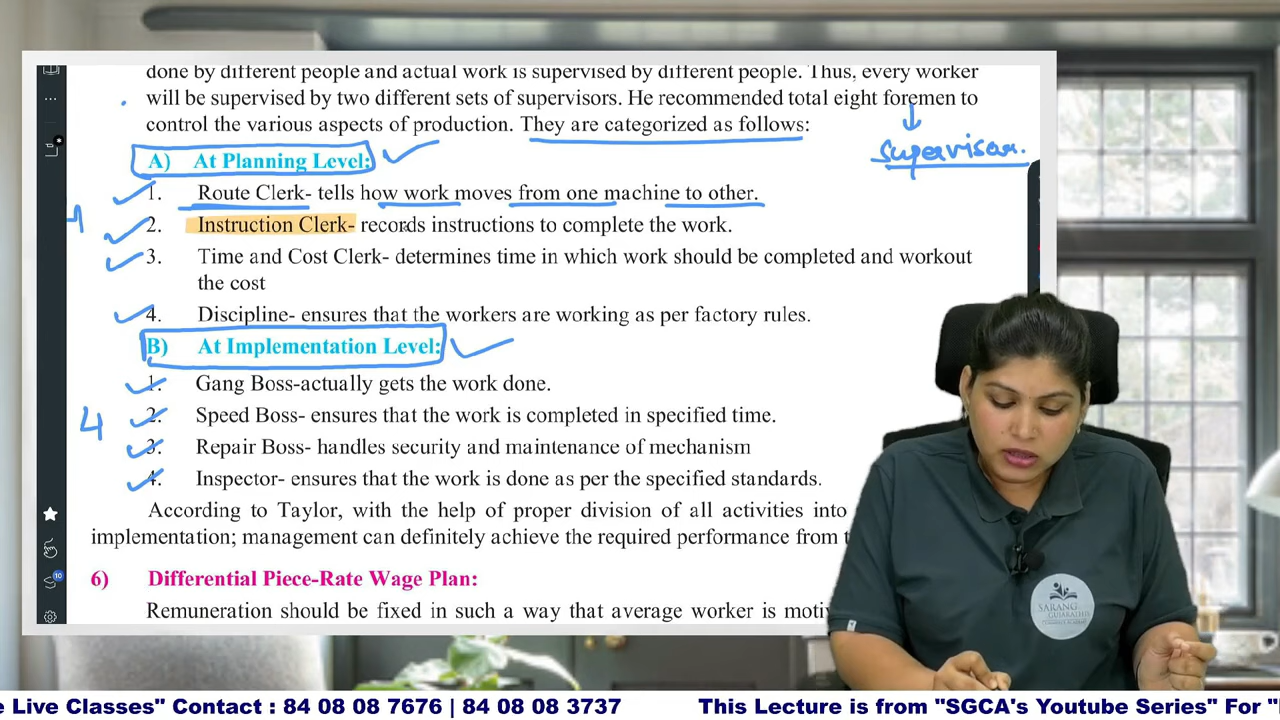 done by different people and actual work is supervised by different people. Thus, every worker
will be supervised by two different sets of supervisors. He recommended total eight foremen to
control the various aspects of production. They are categorized as follows:
supervisor.
A) At Planning Level:
1. Route Clerk- tells how work moves from one machine to other.
4
2. Instruction Clerk- records instructions to complete the work.
3. Time and Cost Clerk- determines time in which work should be completed and workout
the cost
4. Discipline- ensures that the workers are working as per factory rules.
B) At Implementation Level:
1. Gang Boss-actually gets the work done.
4
2. Speed Boss- ensures that the work is completed in specified time.
3. Repair Boss- handles security and maintenance of mechanism
4. Inspector- ensures that the work is done as per the specified standards.
According to Taylor, with the help of proper division of all activities into
implementation; management can definitely achieve the required performance from
6) Differential Piece-Rate Wage Plan:
Remuneration should be fixed in such a way that average worker is
10
SARANG
GUJARATHI
e Live Classes" Contact : 84 08 08 7676 | 84 08 08 3737 This Lecture is from "SGCA's Youtube Series" For